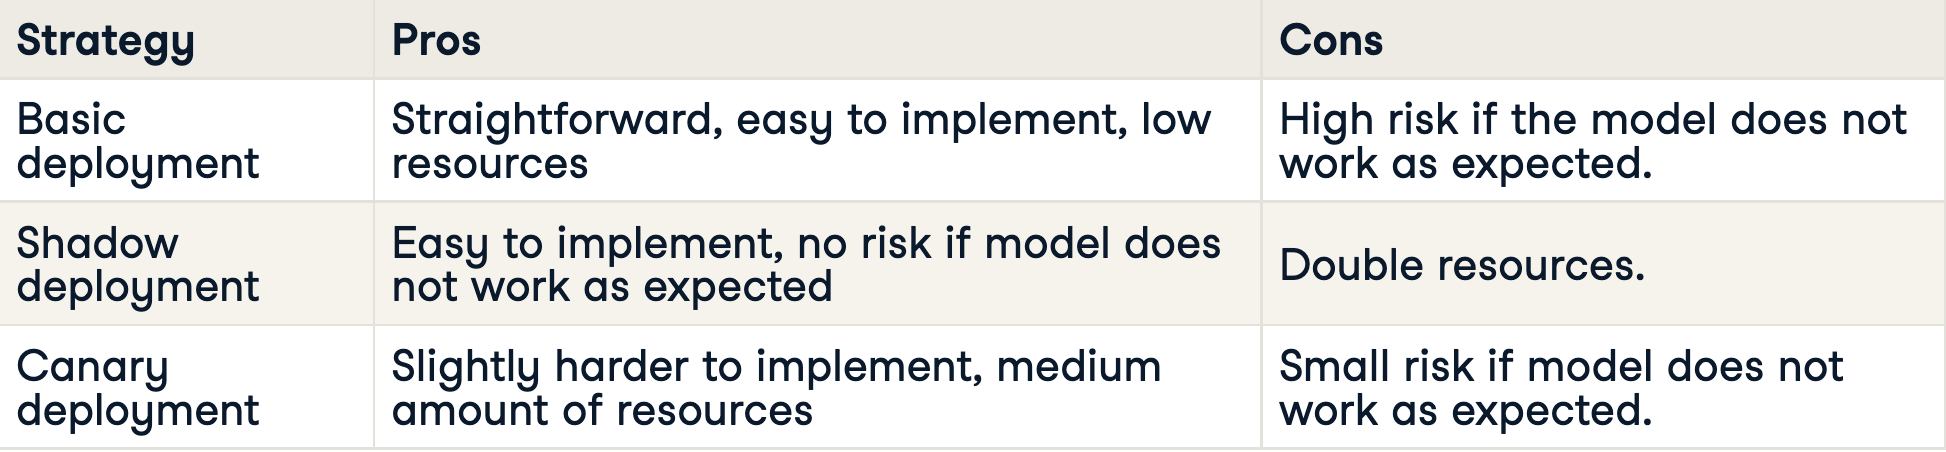 Strategy
Pros
Cons
Basic
deployment
Straightforward, easy to implement, low
resources
High risk if the model does not
work as expected.
Shadow
deployment
Easy to implement, no risk if model does
not work as expected
Double resources.
Canary
deployment
Slightly harder to implement, medium
amount of resources
Small risk if model does not
work as expected.